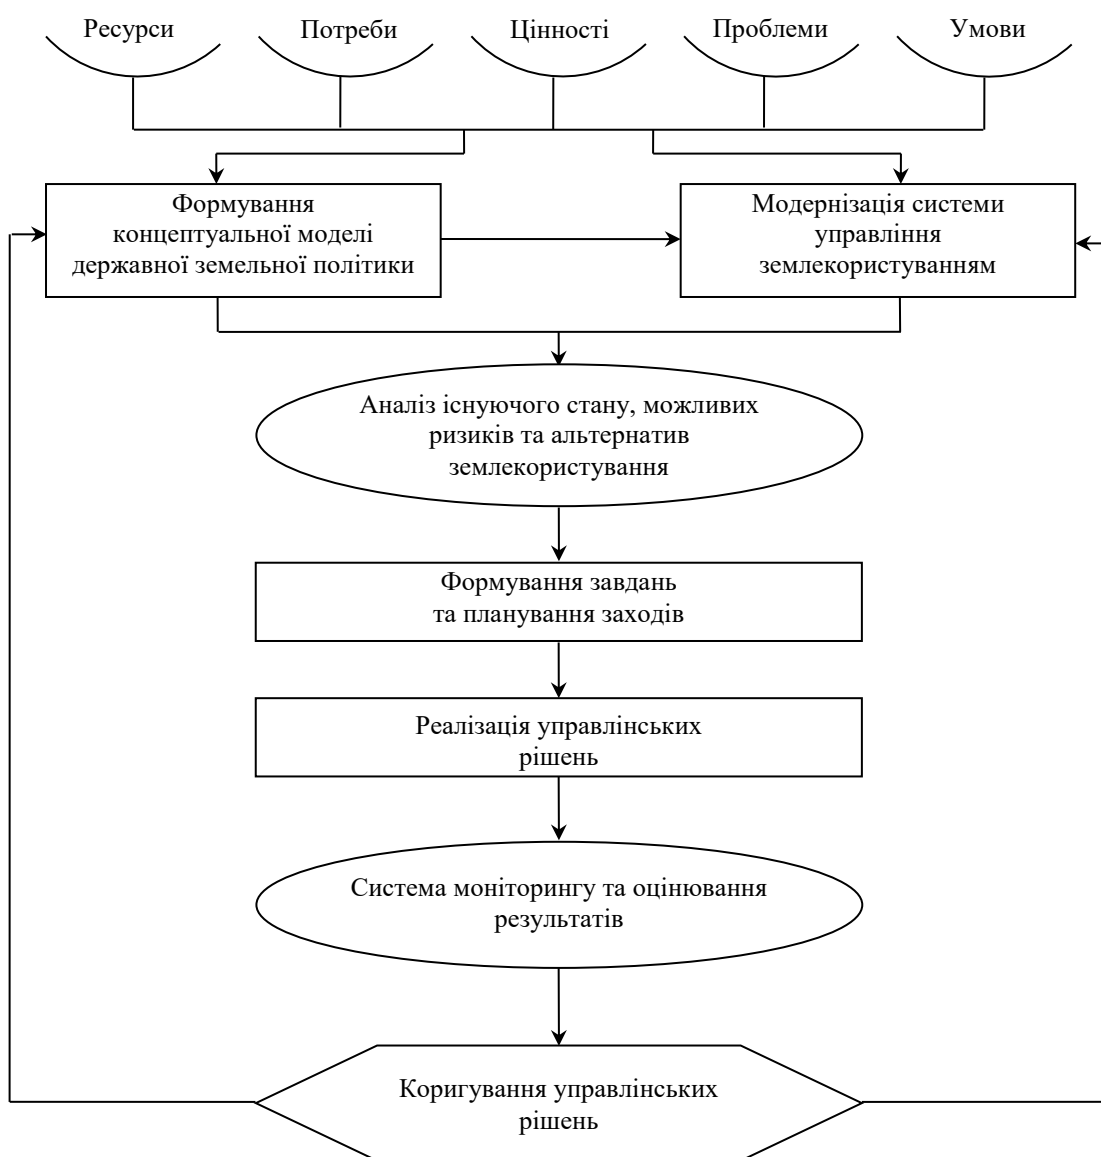 Ресурси
Потреби
Цінності
Проблеми
Умови
Формування
концептуальної моделі
державної земельної політики
Модернізація системи
управління
землекористуванням
Аналіз існуючого стану, можливих
ризиків та альтернатив
землекористування
Формування завдань
та планування заходів
Реалізація управлінських
рішень
Система моніторингу та оцінювання
результатів
Коригування управлінських
рішень